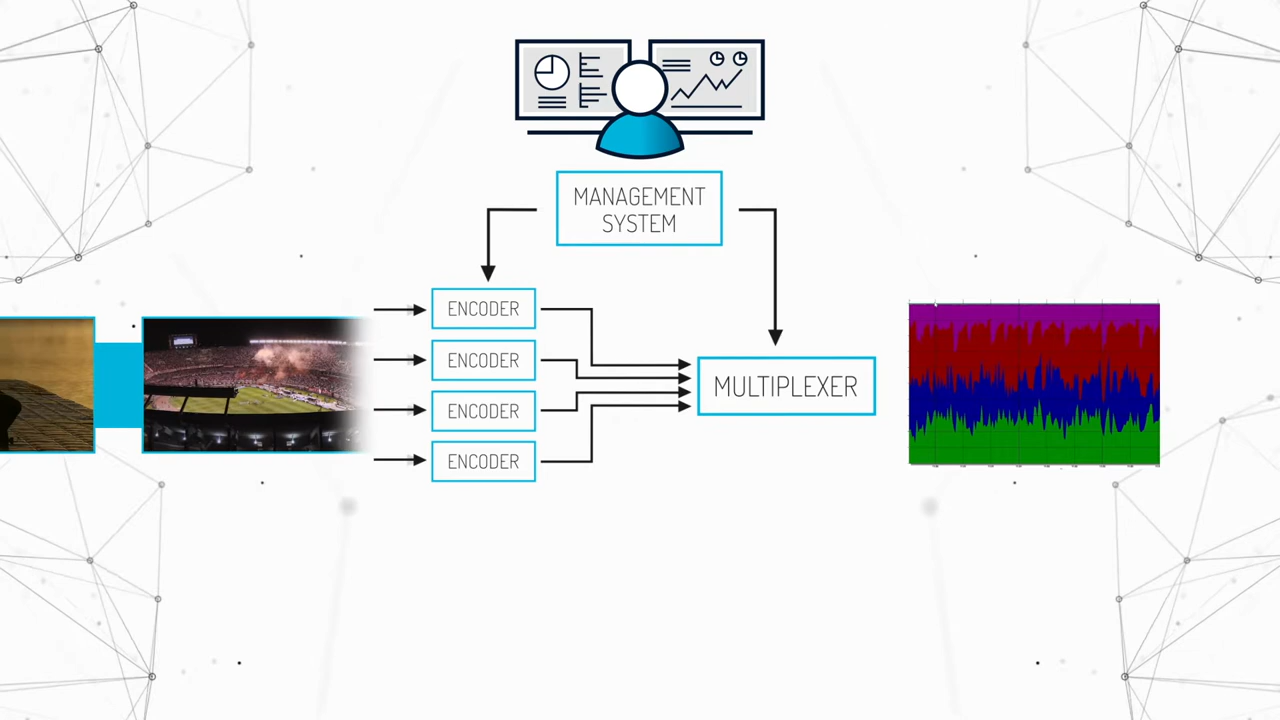 MANAGEMENT
SYSTEM
ENCODER
ENCODER
ENCODER
ENCODER
MULTIPLEXER